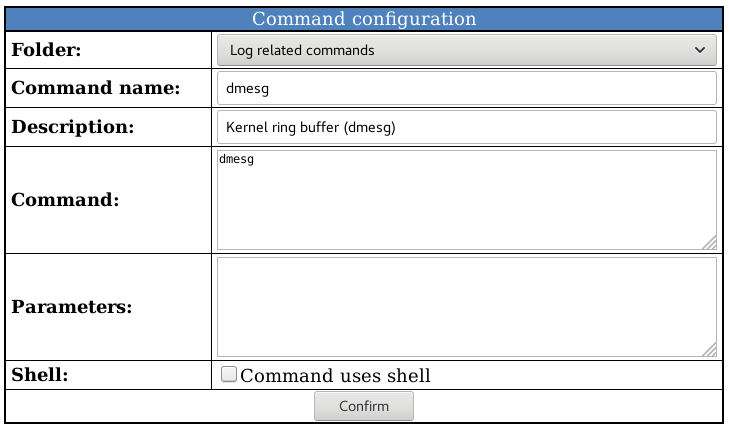 Command configuration
Folder: Log related commands
Command name: dmesg
Description: Kernel ring buffer (dmesg)
Command: dmesg
Parameters:
Shell: Command uses shell
Confirm